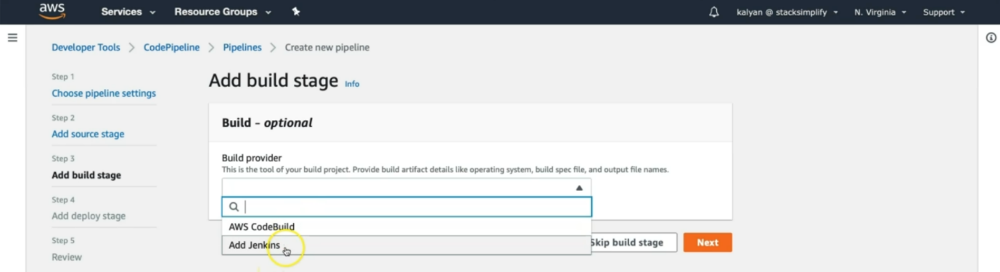 aws Services Resource Groups kalyan @ stacksimplify N. Virginia Support
Developer Tools > CodePipeline > Pipelines > Create new pipeline
Step 1
Choose pipeline settings
Step 2
Add source stage
Step 3
Add build stage
Step 4
Add deploy stage
Step 5
Review
Add build stage Info
Build – optional
Build provider
This is the tool of your build project. Provide build artifact details like operating system, build spec file, and output file names.
AWS CodeBuild
Add Jenkins
Skip build stage Next